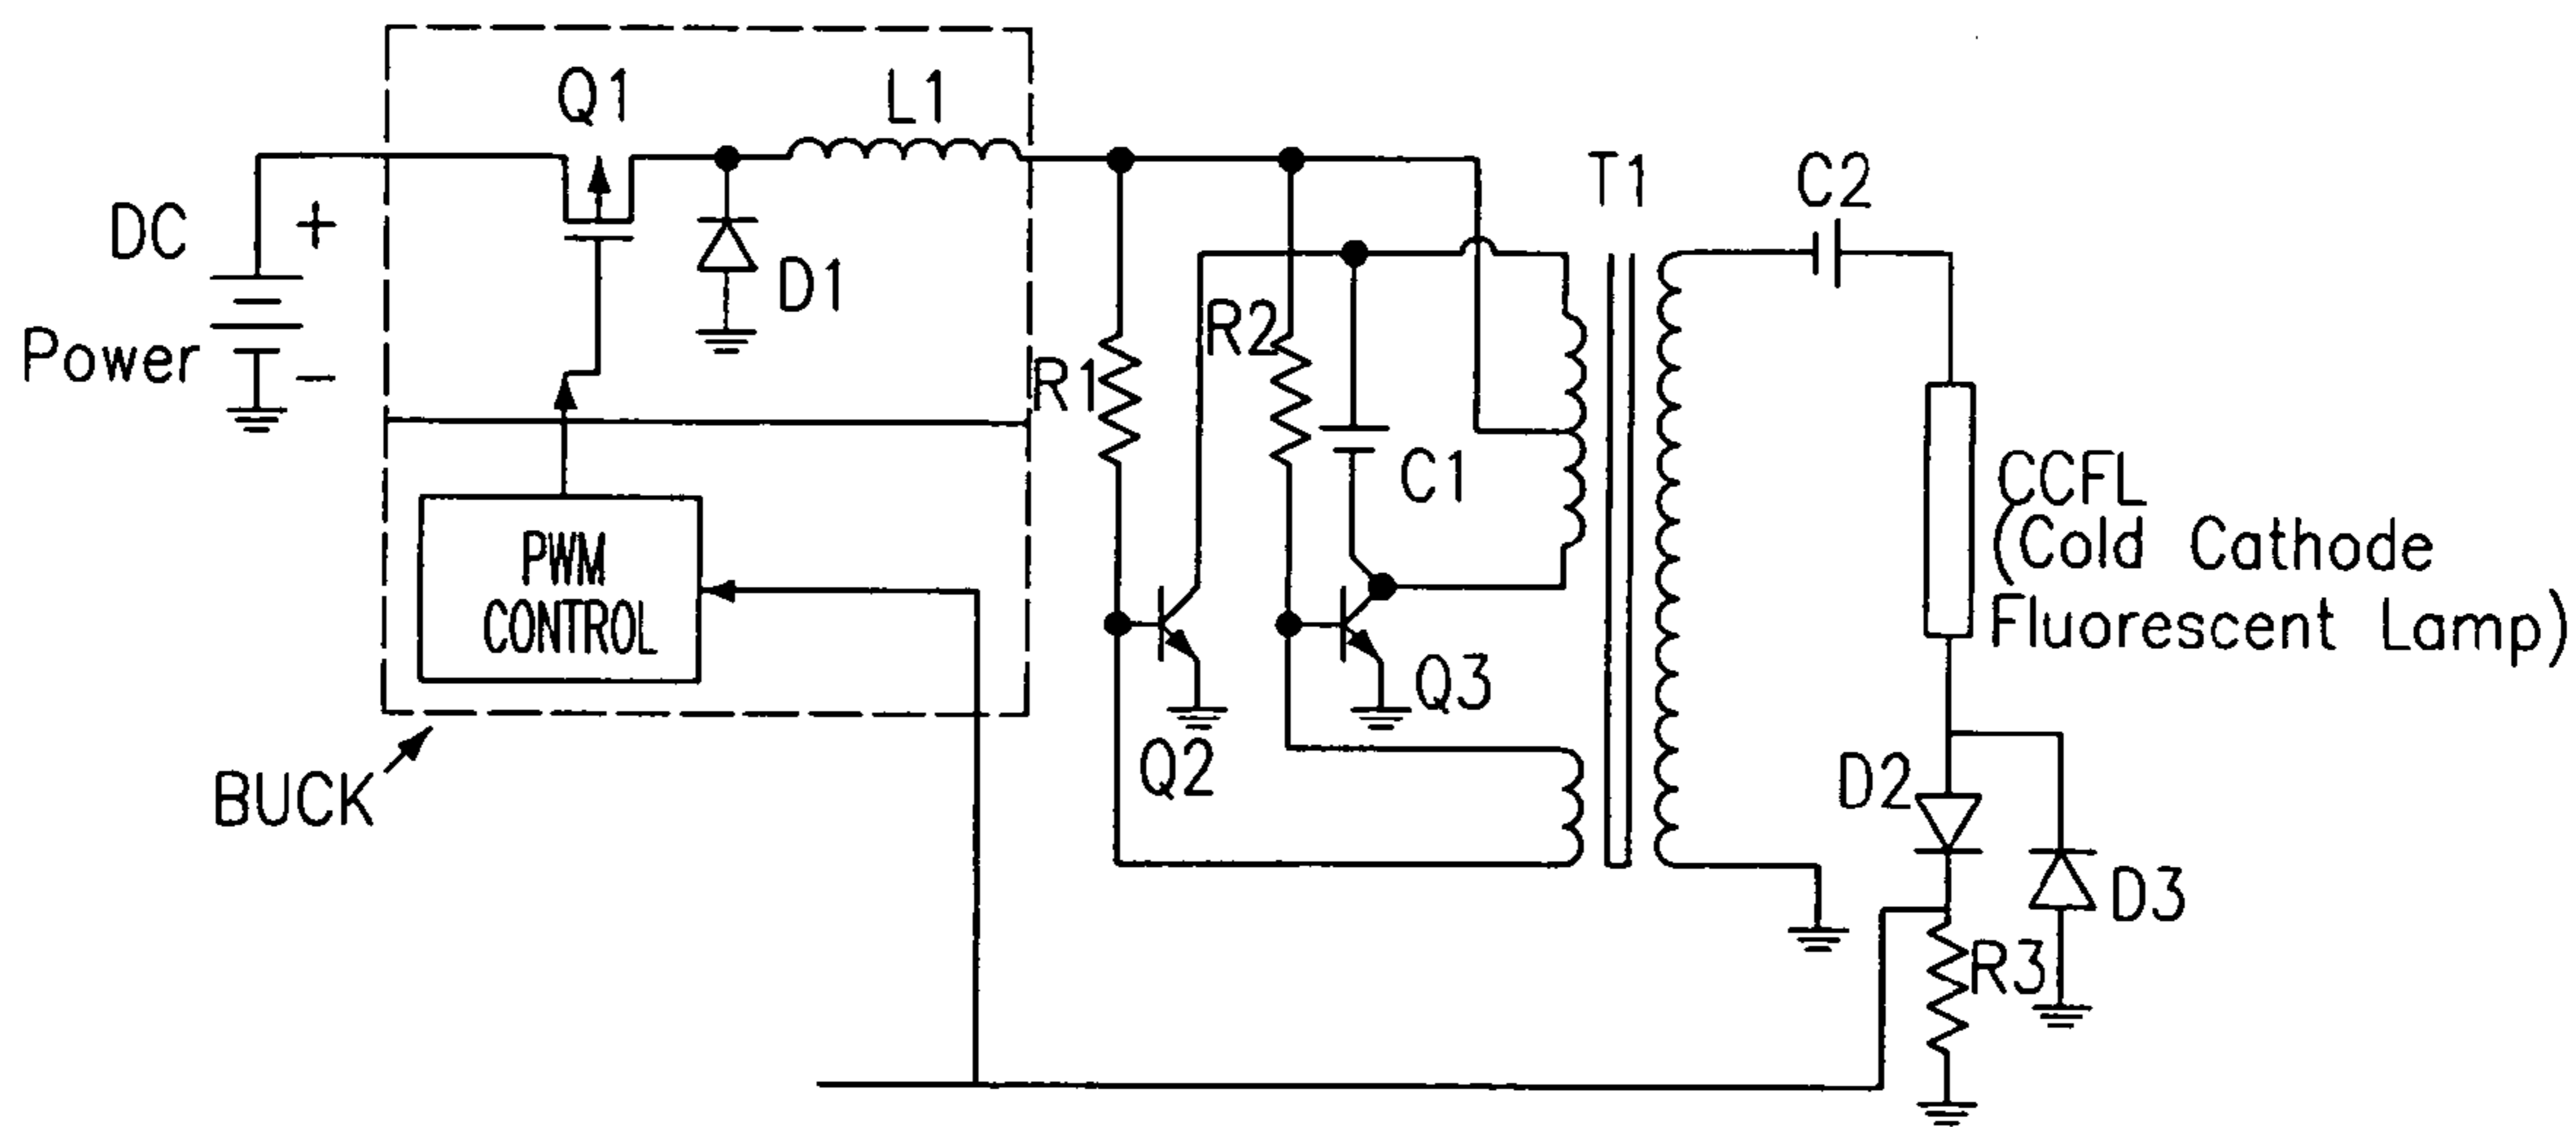 Q1
L1
DC
+
Power
-
D1
PWM
CONTROL
BUCK
R1
R2
C1
Q2
Q3
T1
C2
CCFL
(Cold Cathode
Fluorescent Lamp)
D2
D3
R3